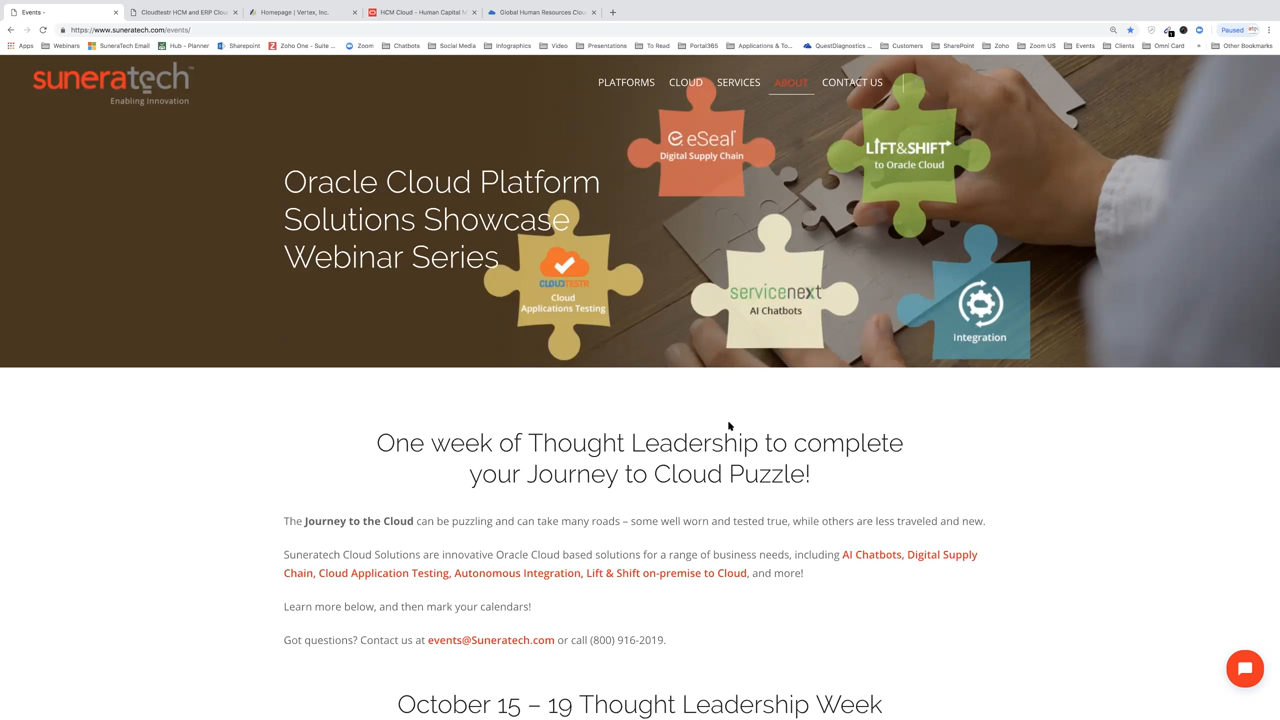 Events -
Cloudtestr HCM and ERP Clou
Homepage | Vertex, Inc.
HCM Cloud – Human Capital M
Global Human Resources Clou
https://www.suneratech.com/events/
Paused
Apps
Webinars
SuneraTech Email
Hub - Planner
Sharepoint
Zoho One - Suite ...
Zoom
Chatbots
Social Media
Infographics
Video
Presentations
To Read
Portal365
Applications & To...
QuestDiagnostics ...
Customers
SharePoint
Zoho
Zoom US
Events
Clients
Omni Card
»
Other Bookmarks
suneratech™
Enabling Innovation
PLATFORMS
CLOUD
SERVICES
ABOUT
CONTACT US
eSeal
Digital Supply Chain
LIFT&SHIFT
to Oracle Cloud
Oracle Cloud Platform
Solutions Showcase
Webinar Series
CLOUDTESTR
Cloud
Applications Testing
servicenext
AI Chatbots
Integration
One week of Thought Leadership to complete
your Journey to Cloud Puzzle!
The Journey to the Cloud can be puzzling and can take many roads – some well worn and tested true, while others are less traveled and new.
Suneratech Cloud Solutions are innovative Oracle Cloud based solutions for a range of business needs, including AI Chatbots, Digital Supply
Chain, Cloud Application Testing, Autonomous Integration, Lift & Shift on-premise to Cloud, and more!
Learn more below, and then mark your calendars!
Got questions? Contact us at events@Suneratech.com or call (800) 916-2019.
October 15 – 19 Thought Leadership Week